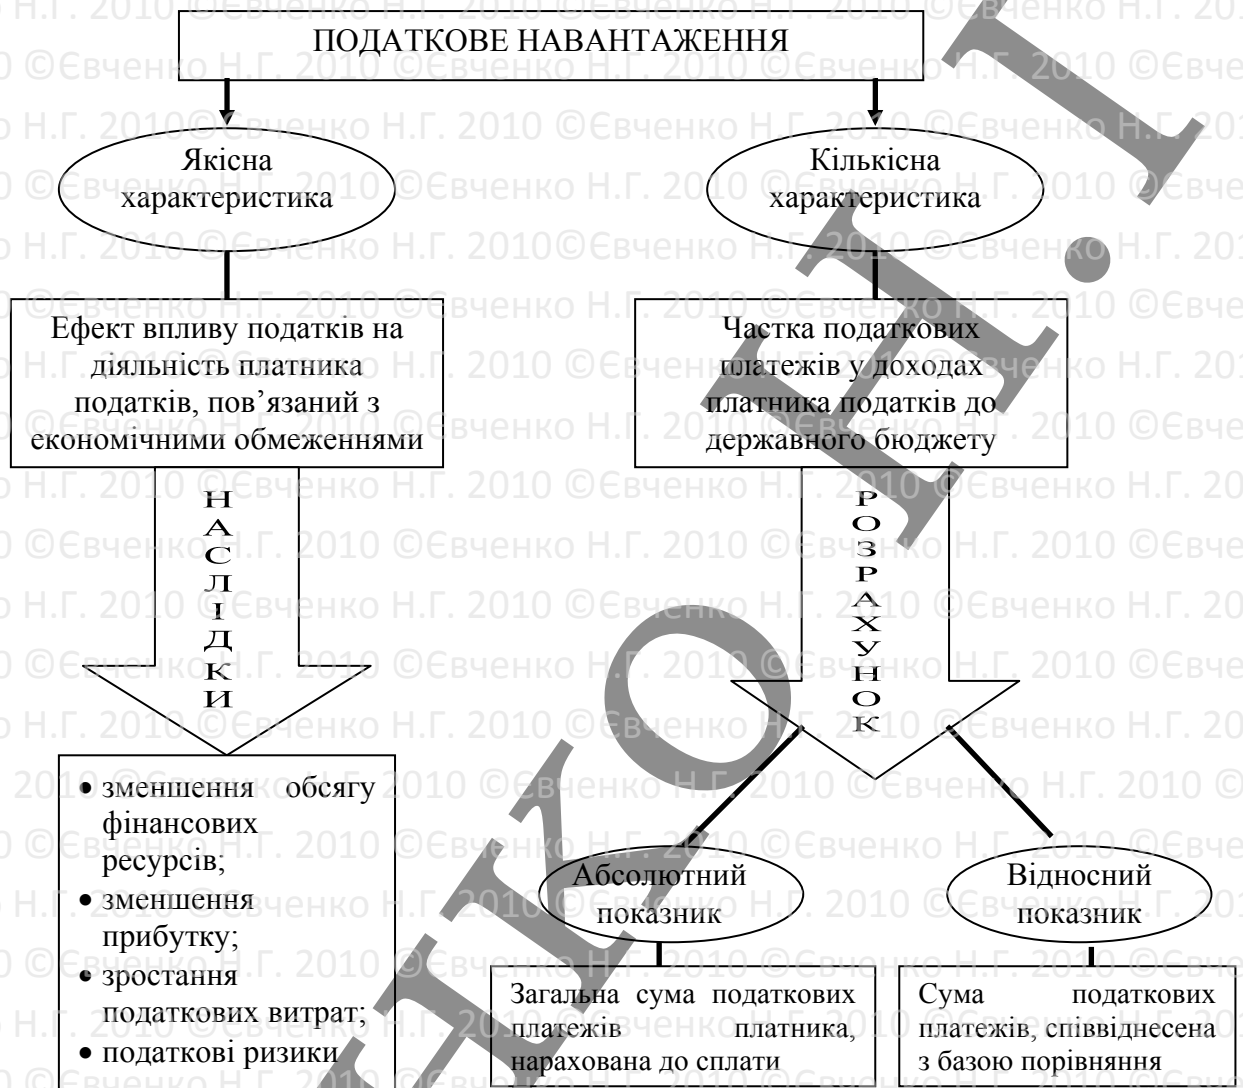 ПОДАТКОВЕ НАВАНТАЖЕННЯ
Якісна
характеристика
Кількісна
характеристика
Ефект впливу податків на
діяльність платника
податків, пов’язаний з
економічними обмеженнями
Частка податкових
платежів у доходах
платника податків до
державного бюджету
НАСЛІДКИ
РОЗРАХУНОК
• зменшення обсягу
фінансових
ресурсів;
• зменшення
прибутку;
• зростання
податкових витрат;
• податкові ризики
Абсолютний
показник
Відносний
показник
Загальна сума податкових
платежів платника,
нарахована до сплати
Сума податкових
платежів, співвіднесена
з базою порівняння
©Євченко Н.Г. 2010